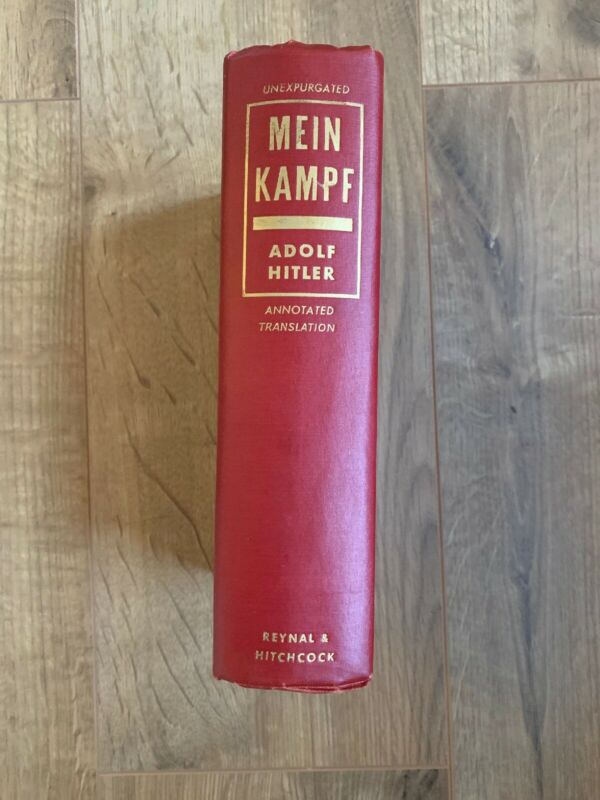 UNEXPURGATED
MEIN
KAMPF
ADOLF
HITLER
ANNOTATED
TRANSLATION
REYNAL &
HITCHCOCK